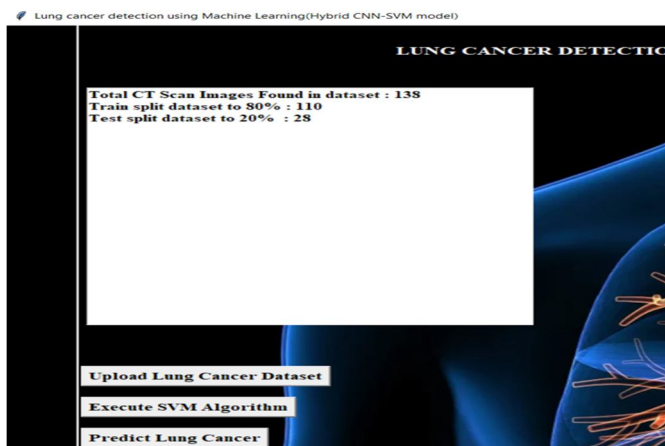 Lung cancer detection using Machine Learning(Hybrid CNN-SVM model)
LUNG CANCER
Total CT Scan Images Found in dataset : 138
Train split dataset to 80% : 110
Test split dataset to 20% : 28
Upload Lung Cancer Dataset
Execute SVM Algorithm
Predict Lung Cancer